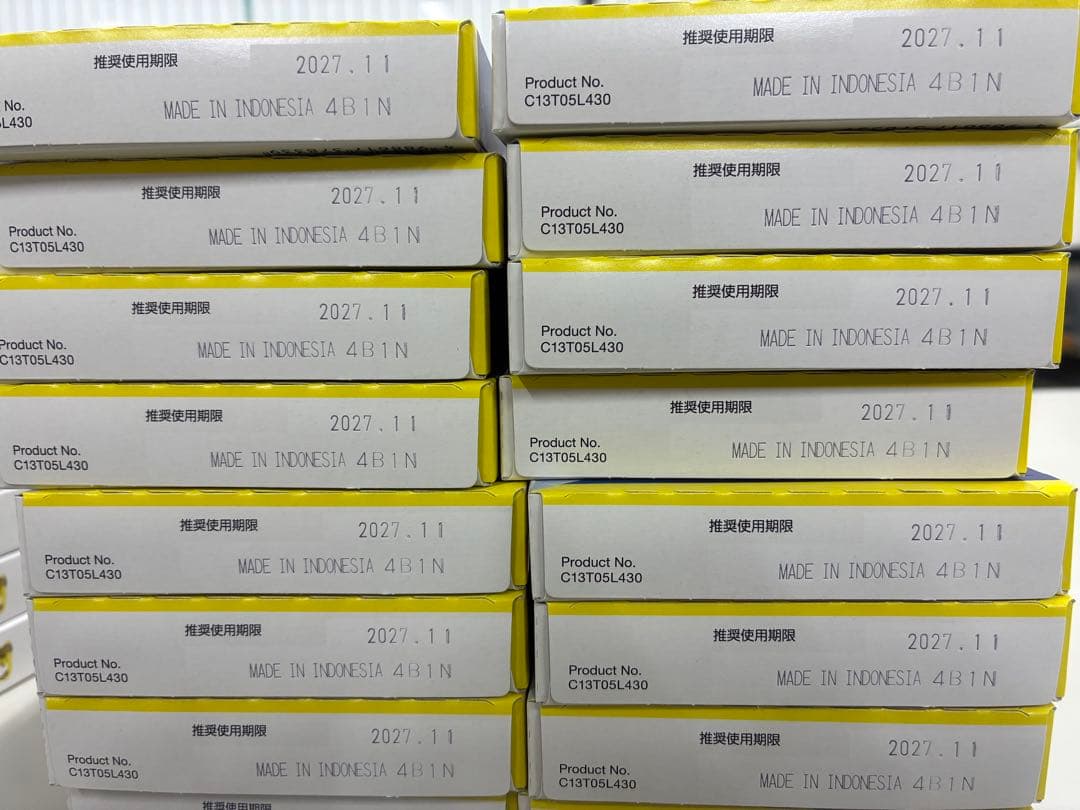 推奨使用期限 2027.11
No.
MADE IN INDONESIA 4B1N
L430
推奨使用期限 2027.11
Product No.
MADE IN INDONESIA 4B1N
C13T05L430
推奨使用期限 2027.11
Product No.
MADE IN INDONESIA 4B1N
C13T05L430
推奨使用期限 2027.11
Product No.
MADE IN INDONESIA 4B1N
C13T05L430
推奨使用期限 2027.11
Product No.
MADE IN INDONESIA 4B1N
C13T05L430
推奨使用期限 2027.11
Product No.
MADE IN INDONESIA 4B1N
C13T05L430
推奨使用期限 2027.11
Product No.
MADE IN INDONESIA 4B1N
C13T05L430
推奨使用期限
推奨使用期限 2027.11
Product No.
MADE IN INDONESIA 4B1N
C13T05L430
推奨使用期限 2027.11
Product No.
MADE IN INDONESIA 4B1N
C13T05L430
推奨使用期限 2027.11
Product No.
MADE IN INDONESIA 4B1N
C13T05L430
推奨使用期限 2027.11
Product No.
MADE IN INDONESIA 4B1N
C13T05L430
推奨使用期限 2027.11
Product No.
MADE IN INDONESIA 4B1N
C13T05L430
推奨使用期限 2027.11
Product No.
MADE IN INDONESIA 4B1N
C13T05L430
推奨使用期限 2027.11
Product No.
MADE IN INDONESIA 4B1N
C13T05L430